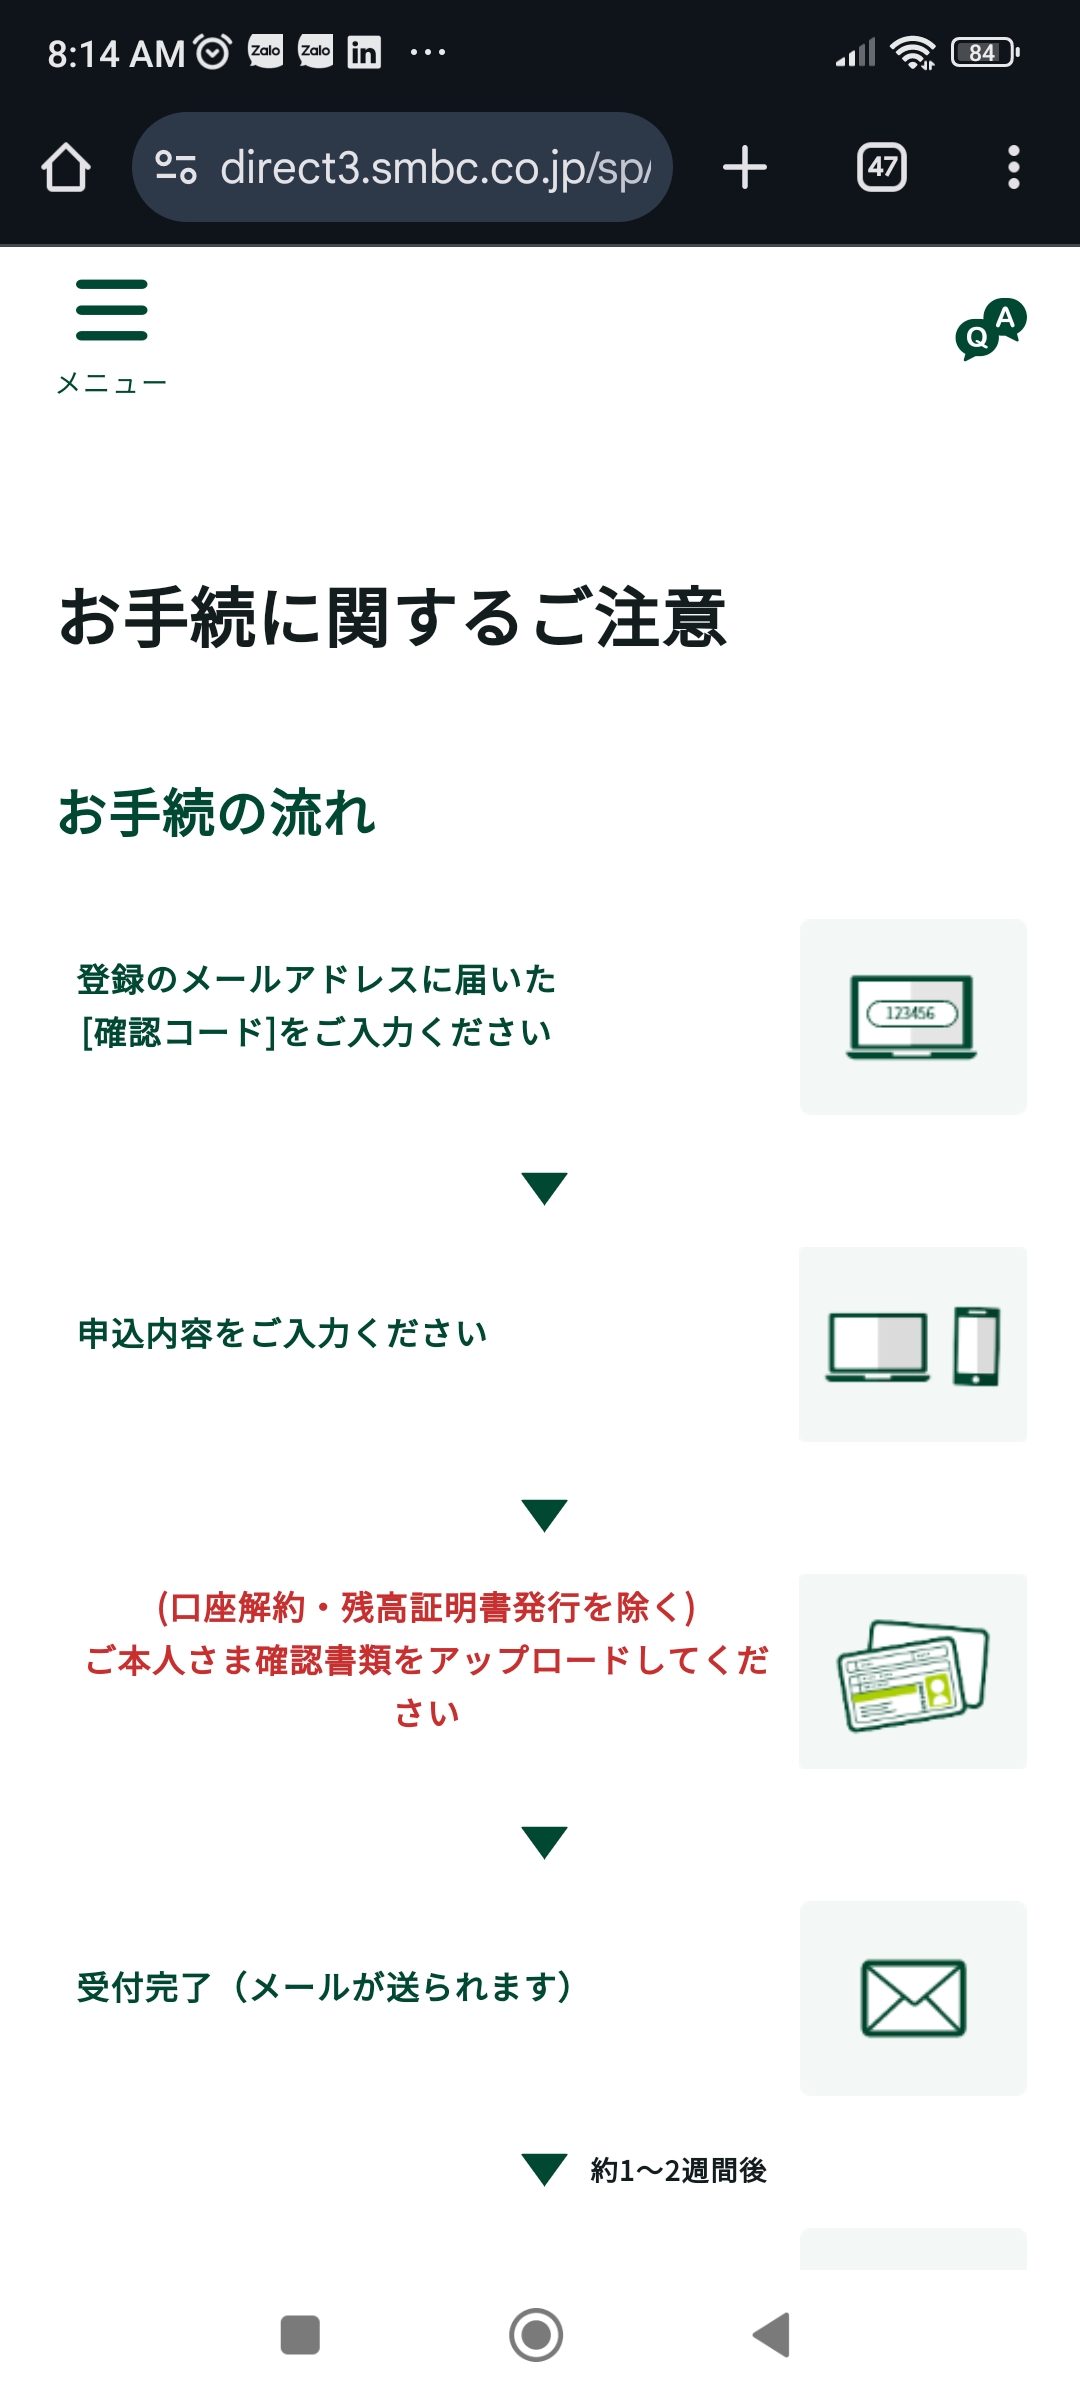 8:14 AM Zalo Zalo in ... 84
direct3.smbc.co.jp/sp/
47
メニュー
Q A
お手続に関するご注意
お手続の流れ
登録のメールアドレスに届いた
[確認コード]をご入力ください
123456
申込内容をご入力ください
(口座解約・残高証明書発行を除く)
ご本人さま確認書類をアップロードしてくだ
さい
受付完了（メールが送られます）
約1〜2週間後